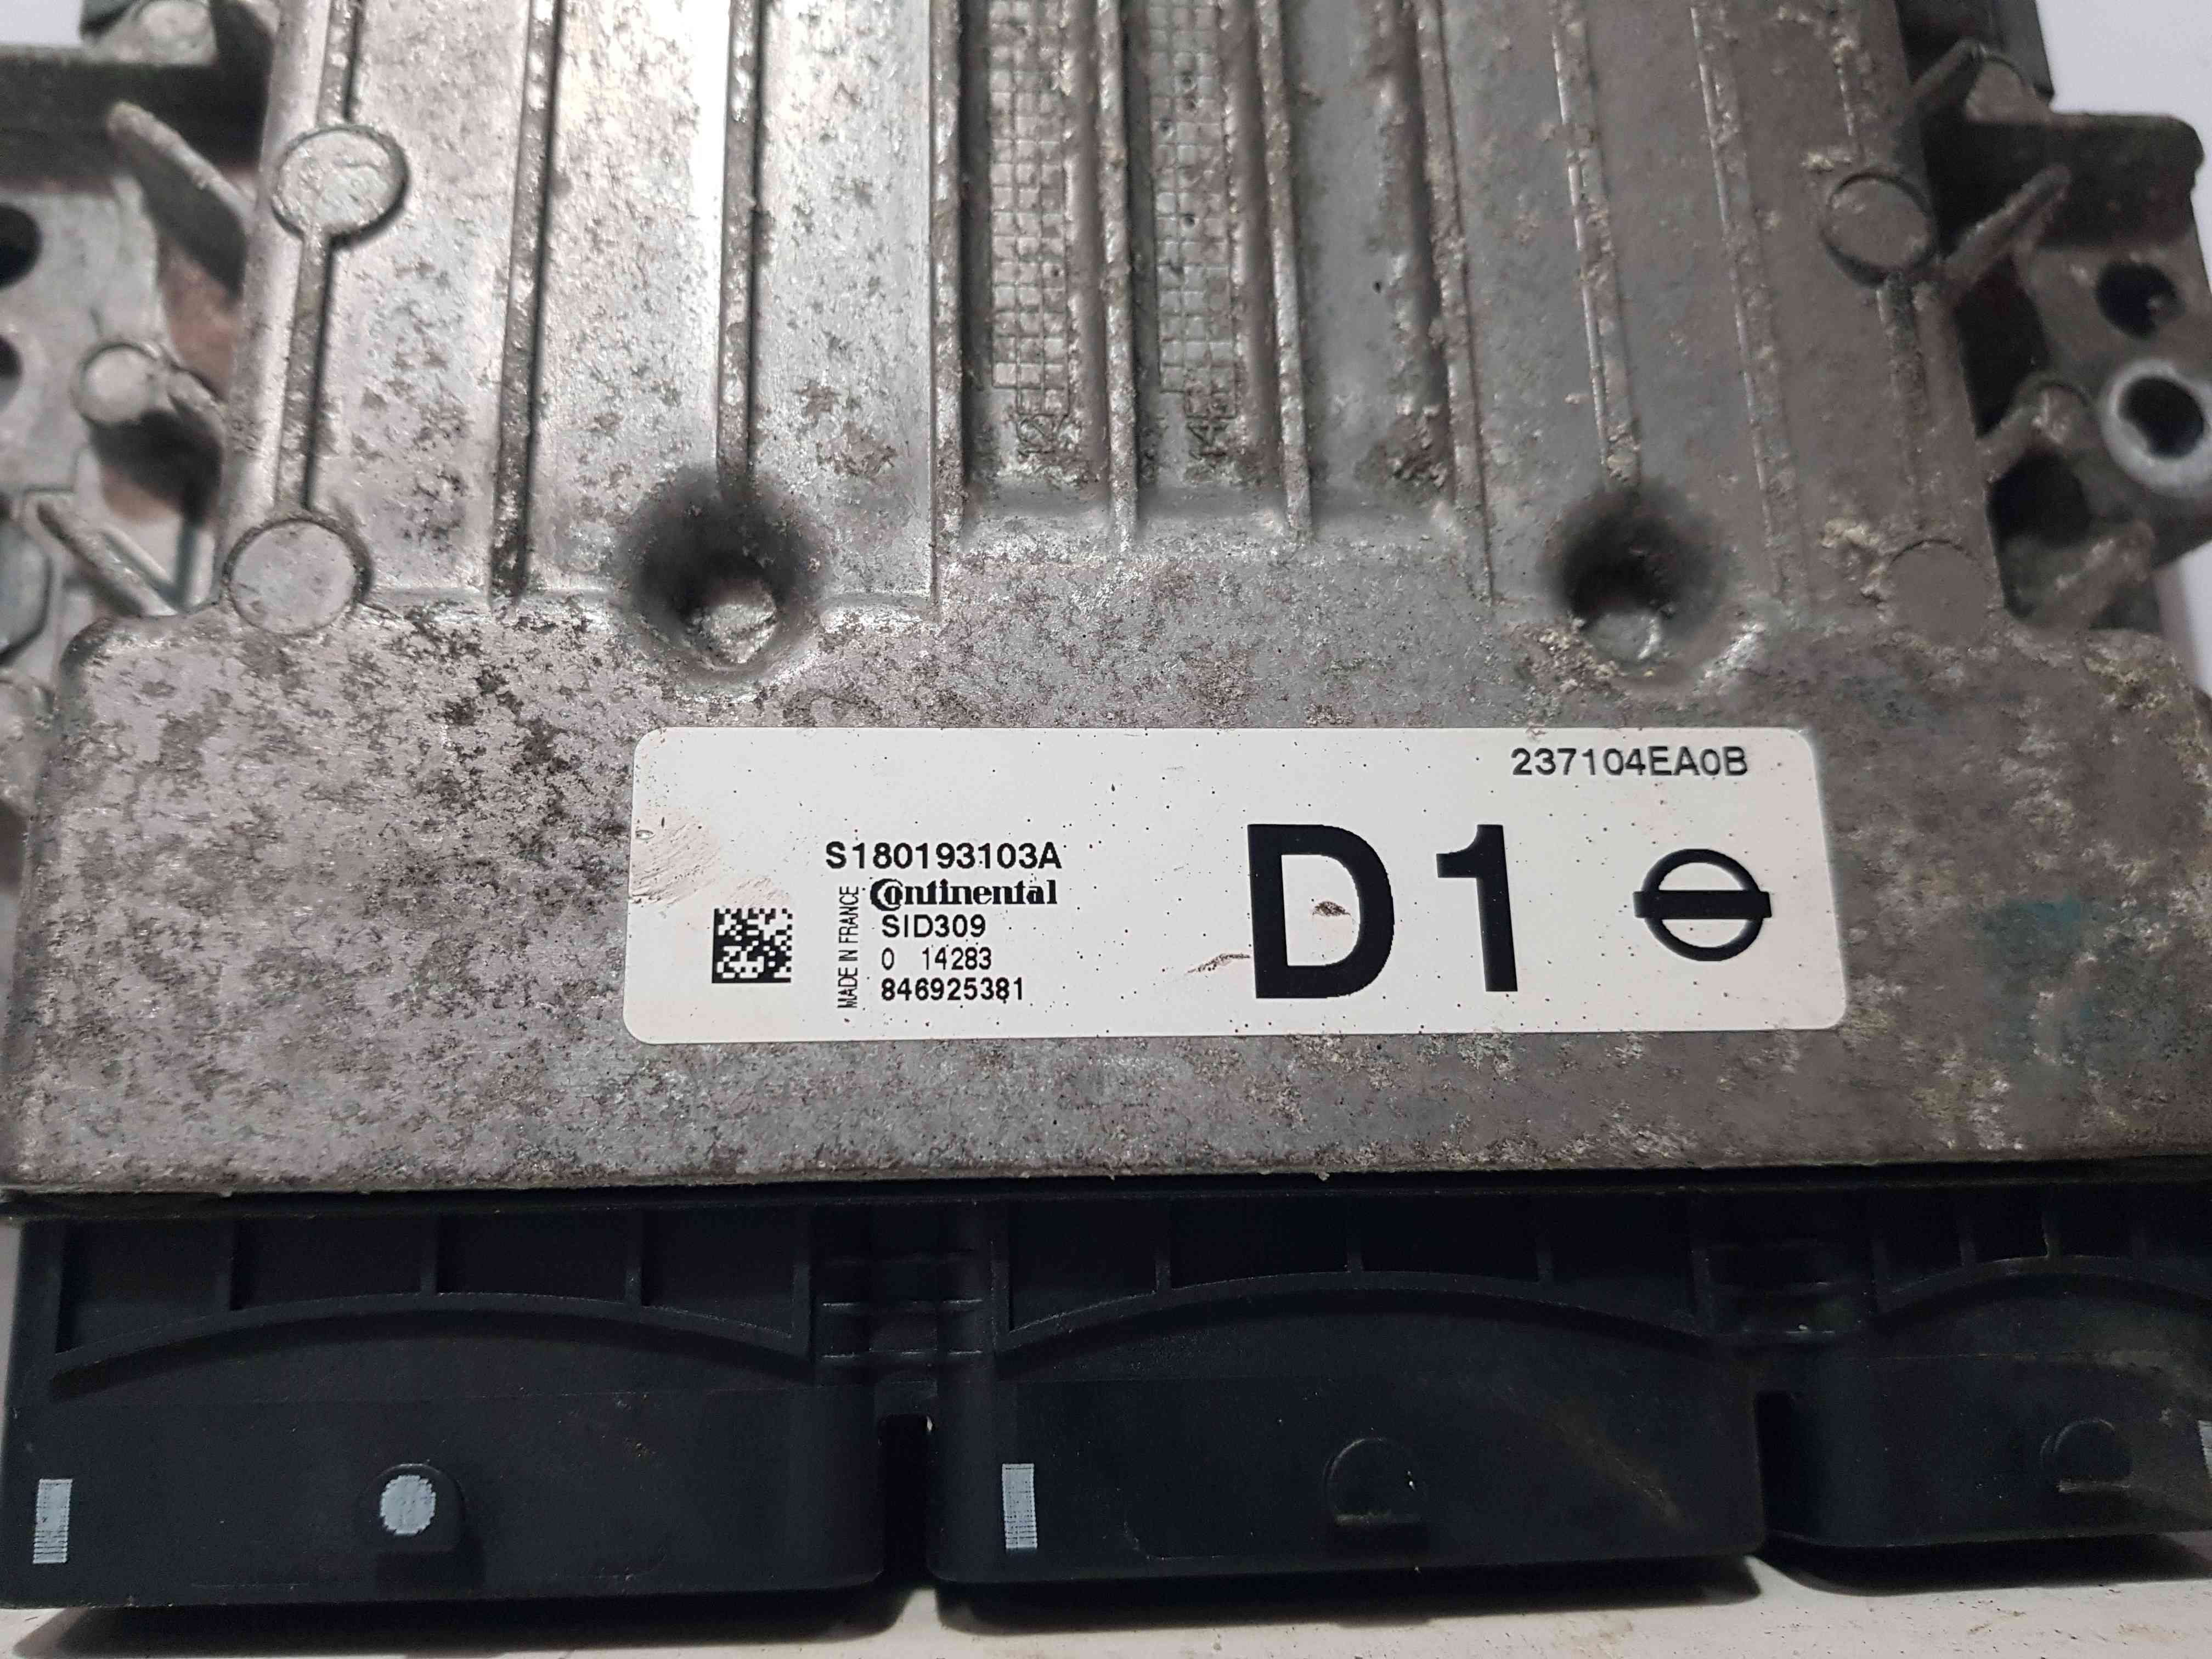 237104EA0B
S180193103A
Continental
SID309
0 14283
846925381
MADE IN FRANCE
D1